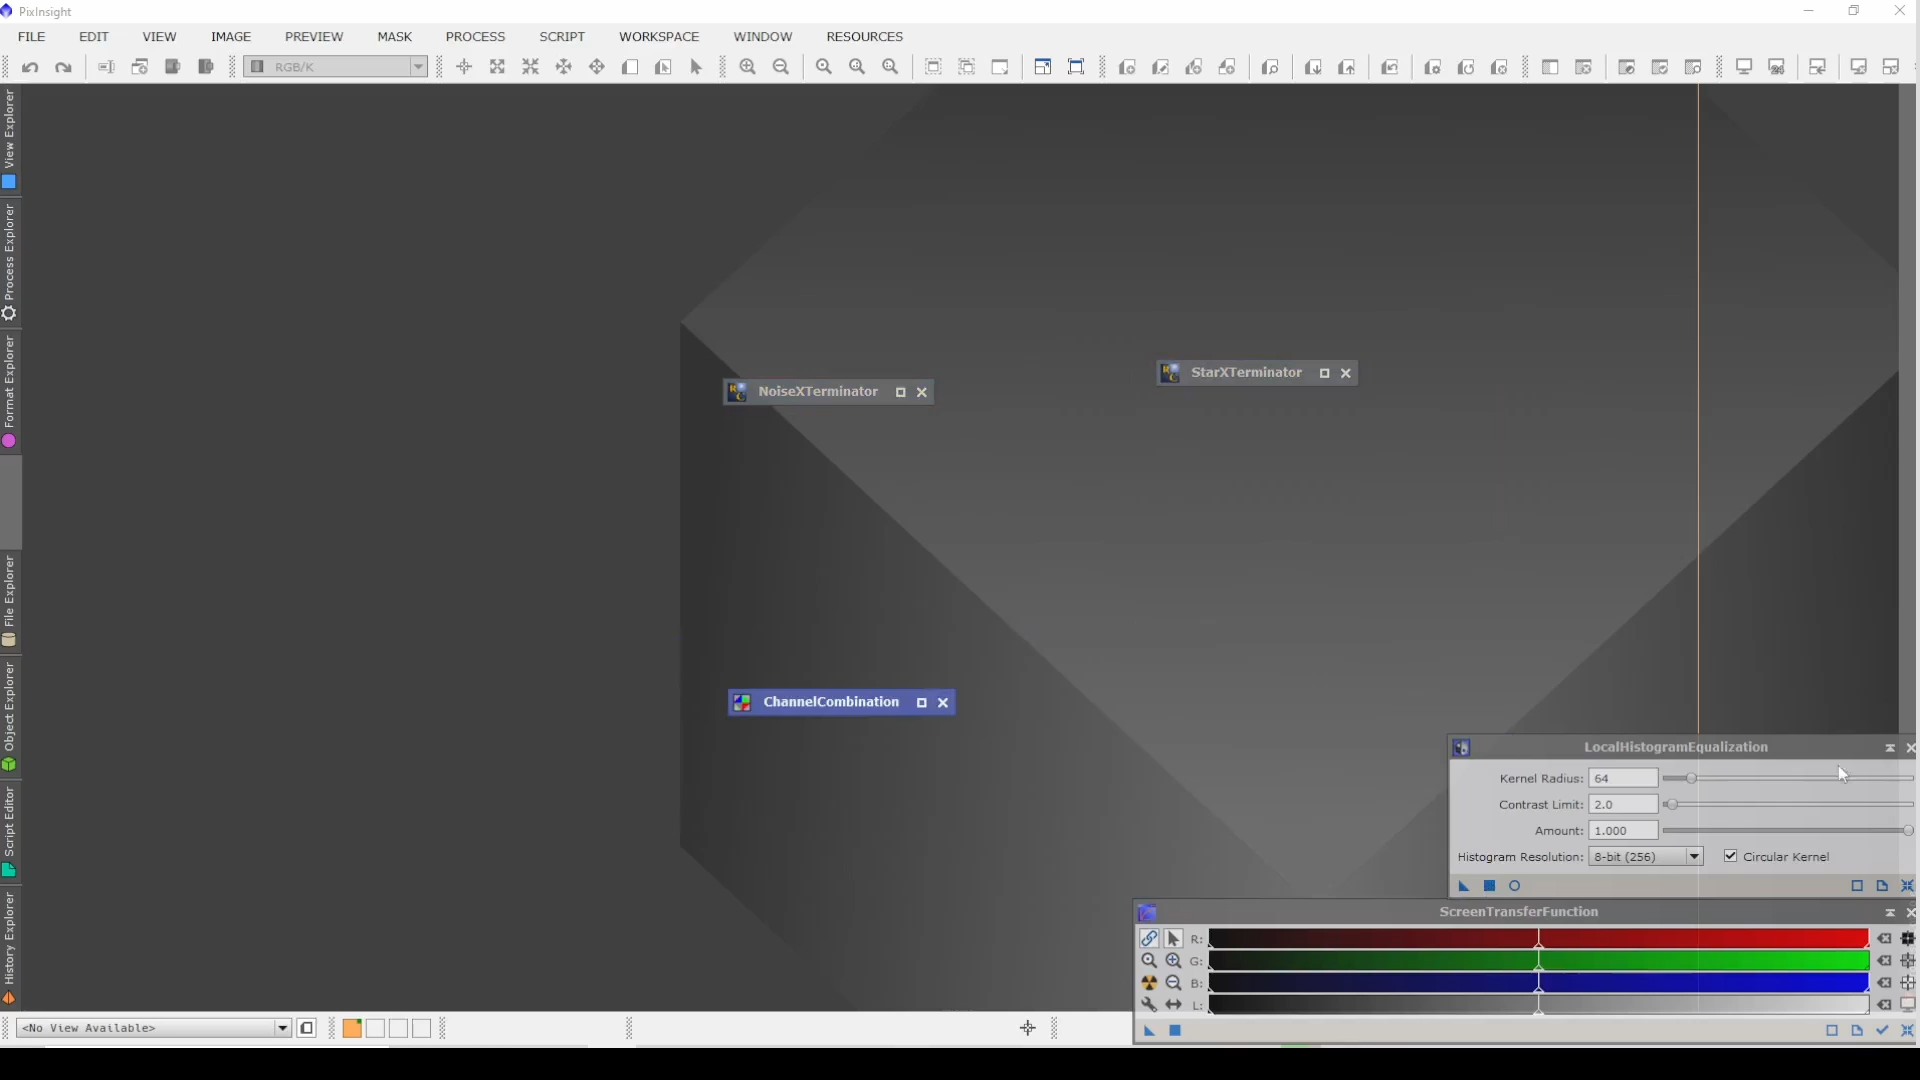 PixInsight
FILE EDIT VIEW IMAGE PREVIEW MASK PROCESS SCRIPT WORKSPACE WINDOW RESOURCES
RGB/K
View Explorer
Process Explorer
Format Explorer
File Explorer
Object Explorer
Script Editor
History Explorer
StarXTerminator
NoiseXTerminator
ChannelCombination
LocalHistogramEqualization
Kernel Radius: 64
Contrast Limit: 2.0
Amount: 1.000
Histogram Resolution: 8-bit (256) Circular Kernel
ScreenTransferFunction
R:
G:
B:
L:
<No View Available>